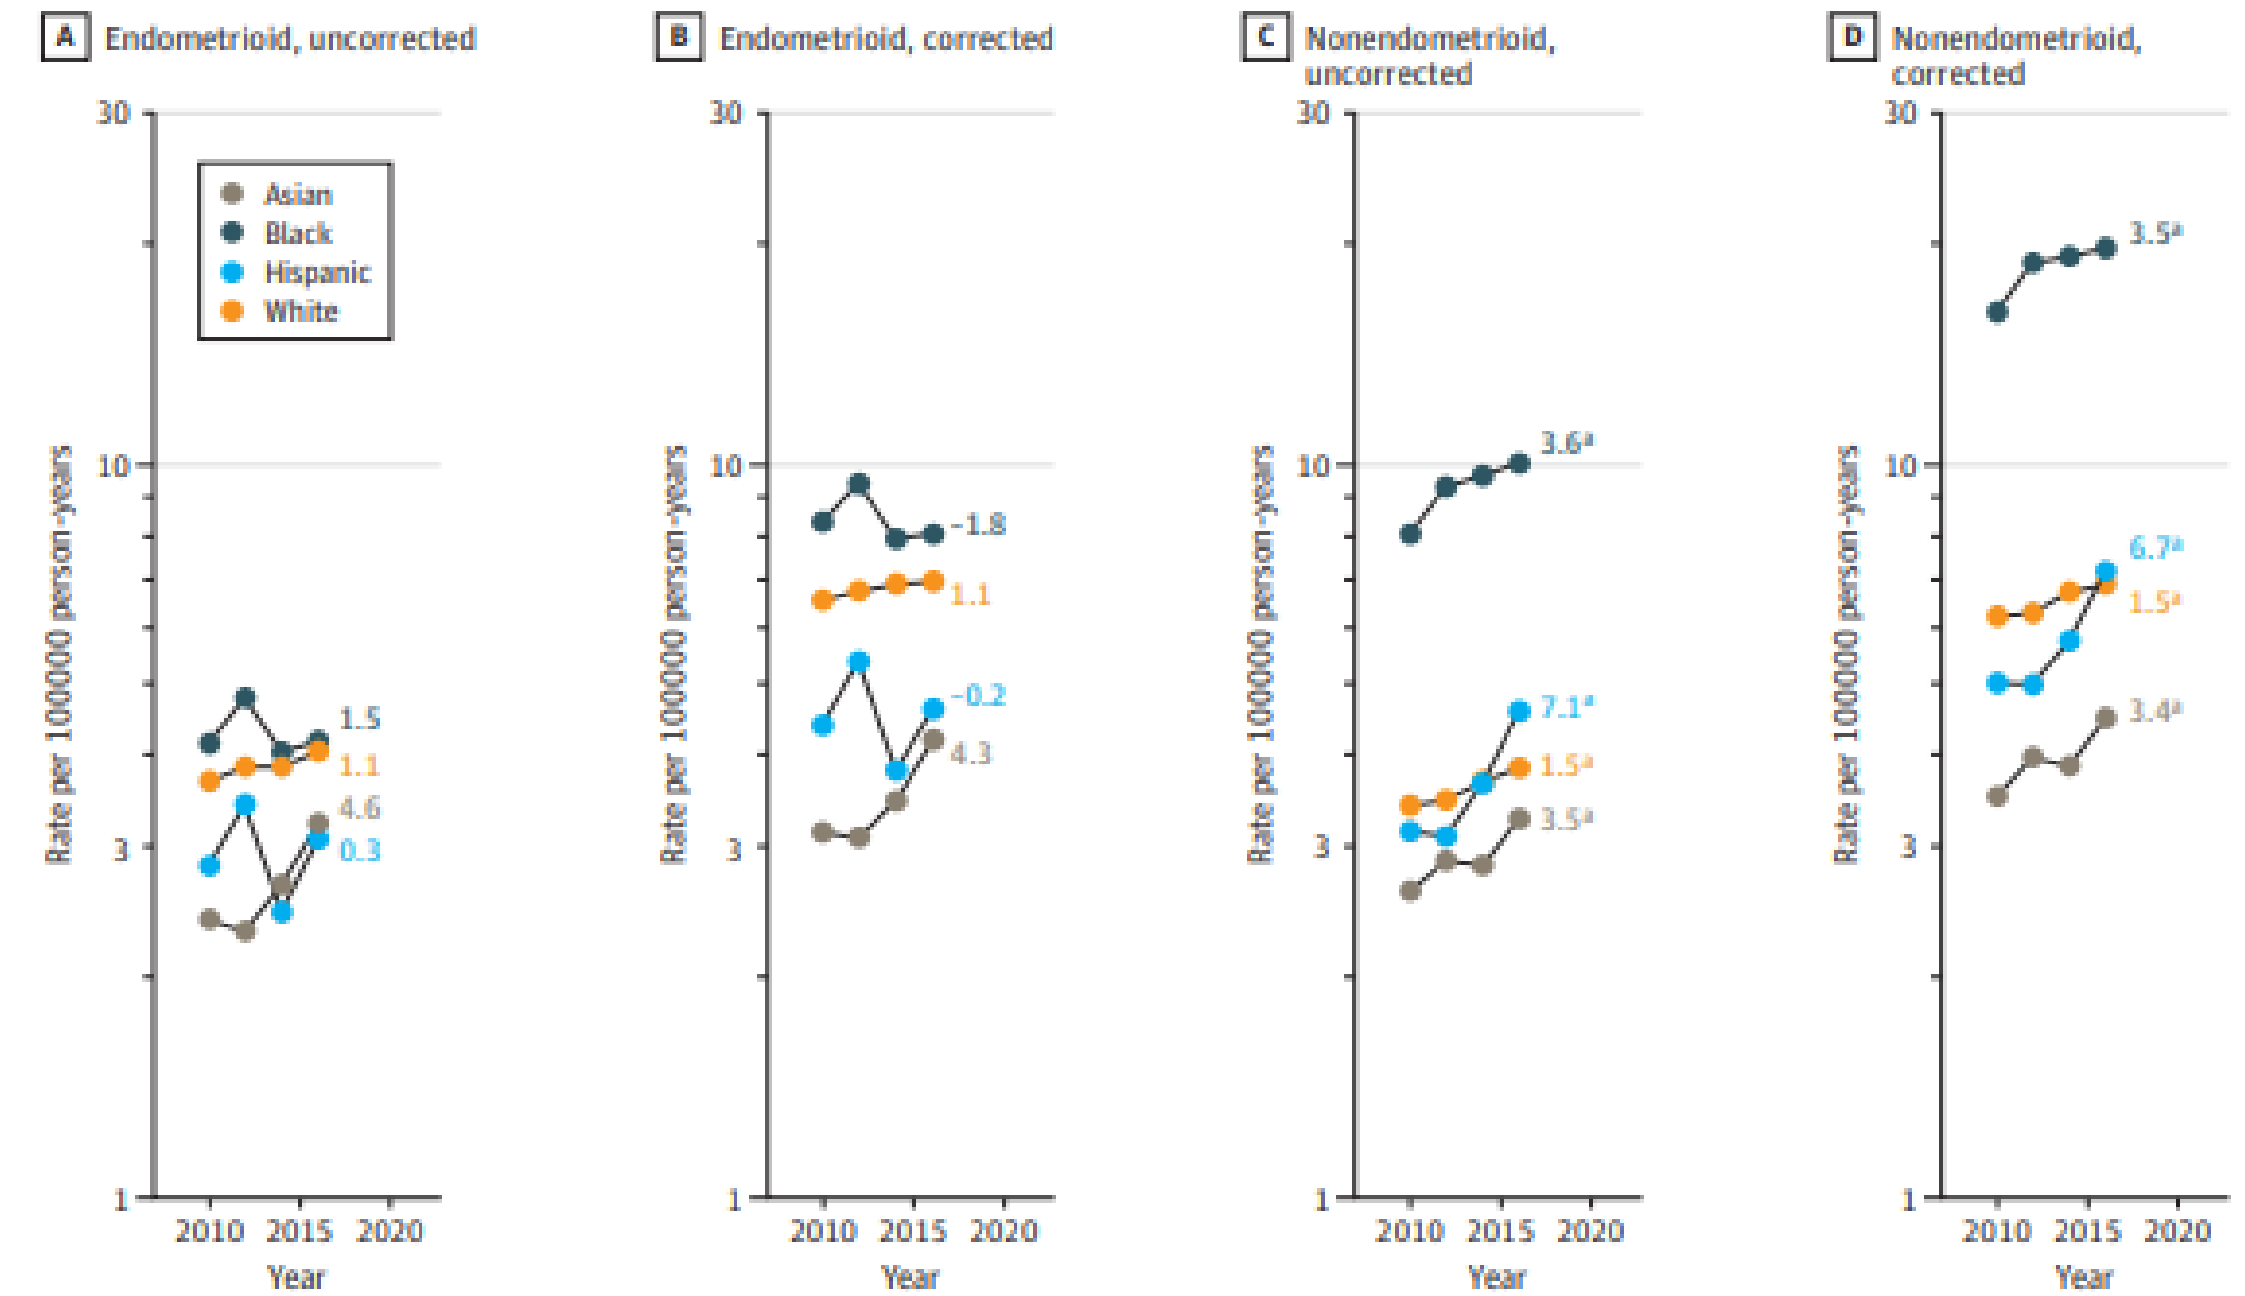 A Endometrioid, uncorrected
30
10
3
1
Rate per 100000 person-years
Asian
Black
Hispanic
White
1.5
1.1
4.6
0.3
2010 2015 2020
Year
B Endometrioid, corrected
30
10
3
1
Rate per 100000 person-years
-1.8
1.1
-0.2
4.3
2010 2015 2020
Year
C Nonendometrioid,
uncorrected
30
10
3
1
Rate per 100000 person-years
3.6ª
7.1ª
1.5ª
3.5ª
2010 2015 2020
Year
D Nonendometrioid,
corrected
30
10
3
1
Rate per 100000 person-years
3.5ª
6.7ª
1.5ª
3.4ª
2010 2015 2020
Year